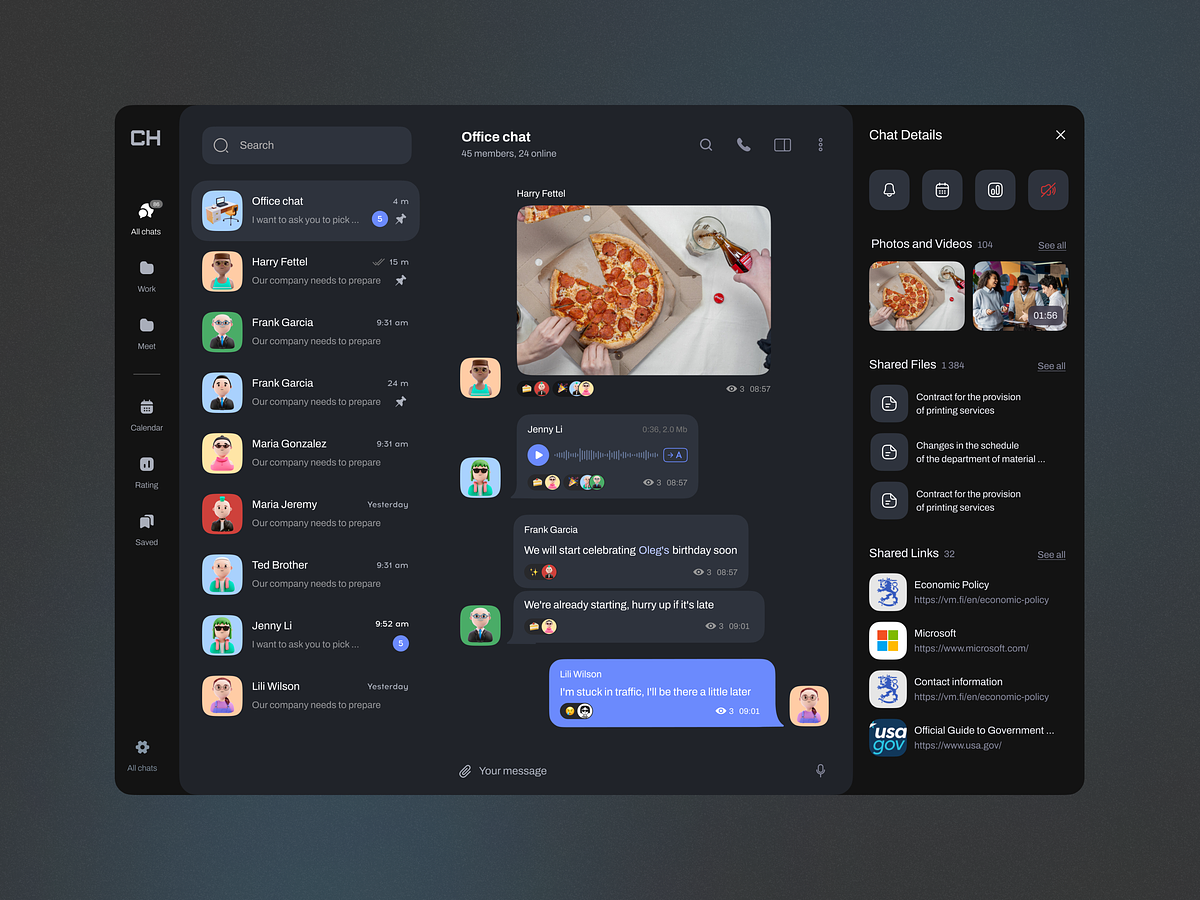 CH
96
All chats
Work
Meet
Calendar
Rating
Saved
All chats
Search
Office chat
4 m
I want to ask you to pick ...
5
Harry Fettel
15 m
Our company needs to prepare
Frank Garcia
9:31 am
Our company needs to prepare
Frank Garcia
24 m
Our company needs to prepare
Maria Gonzalez
9:31 am
Our company needs to prepare
Maria Jeremy
Yesterday
Our company needs to prepare
Ted Brother
9:31 am
Our company needs to prepare
Jenny Li
9:52 am
I want to ask you to pick ...
5
Lili Wilson
Yesterday
Our company needs to prepare
Office chat
45 members, 24 online
Harry Fettel
3 08:57
Jenny Li
0:36, 2.0 Mb
→ A
3 08:57
Frank Garcia
We will start celebrating Oleg's birthday soon
3 08:57
We're already starting, hurry up if it's late
3 09:01
Lili Wilson
I'm stuck in traffic, I'll be there a little later
3 09:01
Your message
Chat Details
Photos and Videos 104
See all
01:56
Shared Files 1 384
See all
Contract for the provision
of printing services
Changes in the schedule
of the department of material ...
Contract for the provision
of printing services
Shared Links 32
See all
Economic Policy
https://vm.fi/en/economic-policy
Microsoft
https://www.microsoft.com/
Contact information
https://vm.fi/en/economic-policy
usa
gov
Official Guide to Government ...
https://www.usa.gov/